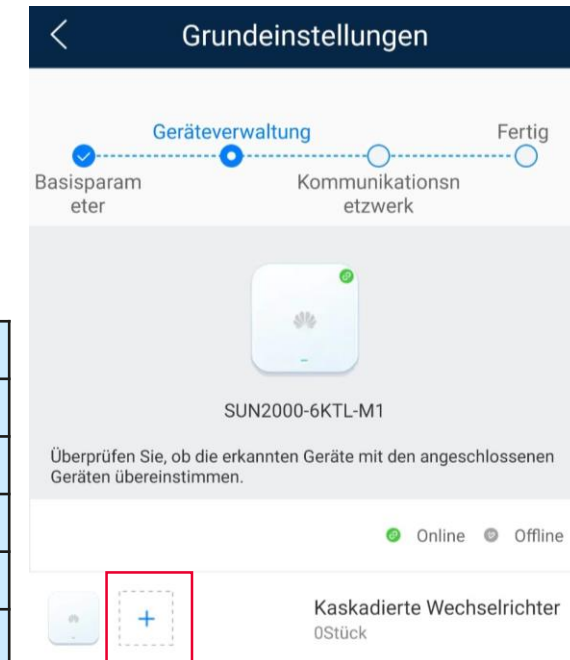 Grundeinstellungen
Geräteverwaltung
Fertig
Basisparam
eter
Kommunikationsn
etzwerk
SUN2000-6KTL-M1
Überprüfen Sie, ob die erkannten Geräte mit den angeschlossenen
Geräten übereinstimmen.
Online
Offline
Kaskadierte Wechselrichter
0Stück